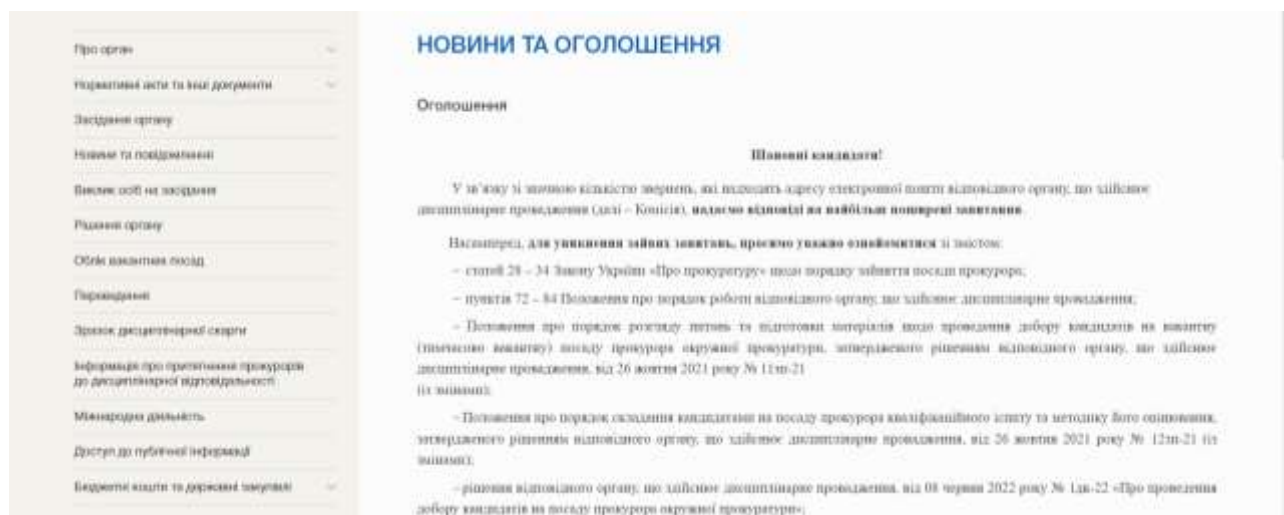 Про орган
Нормативні акти та інші документи
Засідання органу
Новини та повідомлення
Виклик осіб на засідання
Рішення органу
Облік вакантних посад
Переведення
Зразок дисциплінарної скарги
Інформація про притягнення прокурорів
до дисциплінарної відповідальності
Міжнародна діяльність
Доступ до публічної інформації
Бюджетні кошти та державні закупівлі
НОВИНИ ТА ОГОЛОШЕННЯ
Оголошення
Шановні кандидати!
У зв’язку зі значною кількістю звернень, які надходять адресу електронної пошти відповідного органу, що здійснює
дисциплінарне провадження (далі – Комісія), надаємо відповіді на найбільш поширені запитання.
Насамперед, для уникнення зайвих запитань, просимо уважно ознайомитися зі змістом:
– статей 28 – 34 Закону України «Про прокуратуру» щодо порядку зайняття посади прокурора;
– пунктів 72 – 84 Положення про порядок роботи відповідного органу, що здійснює дисциплінарне провадження;
– Положення про порядок розгляду питань та підготовки матеріалів щодо проведення добору кандидатів на вакантну
(тимчасово вакантну) посаду прокурора окружної прокуратури, затвердженого рішенням відповідного органу, що здійснює
дисциплінарне провадження, від 26 жовтня 2021 року № 11зп-21
(із змінами);
– Положення про порядок складання кандидатами на посаду прокурора кваліфікаційного іспиту та методику його оцінювання,
затвердженого рішенням відповідного органу, що здійснює дисциплінарне провадження, від 26 жовтня 2021 року № 12зп-21 (із
змінами);
– рішення відповідного органу, що здійснює дисциплінарне провадження, від 08 червня 2022 року № 1дк-22 «Про проведення
добору кандидатів на посаду прокурора окружної прокуратури»;